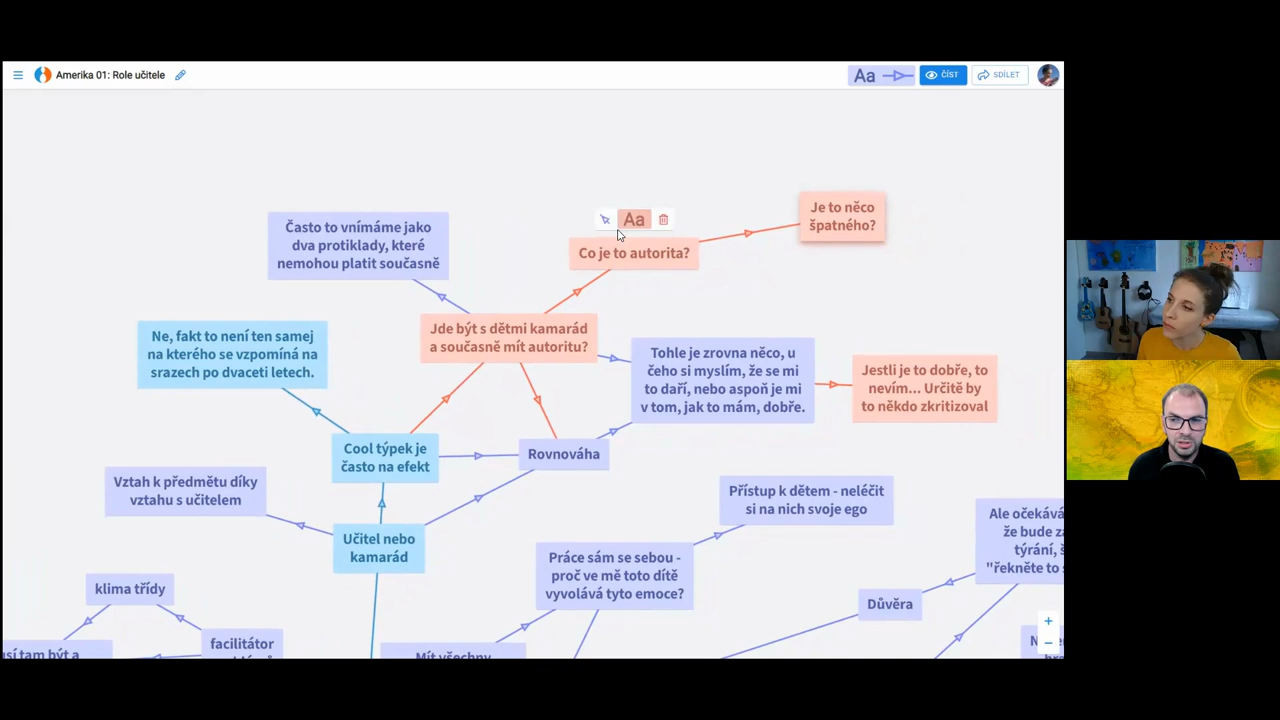 Amerika 01: Role učitele
Aa
ČÍST
SDÍLET
Je to něco
špatného?
Aa
Často to vnímáme jako
dva protiklady, které
nemohou platit současně
Co je to autorita?
Ne, fakt to není ten samej
na kterého se vzpomíná na
srazech po dvaceti letech.
Jde být s dětmi kamarád
a současně mít autoritu?
Tohle je zrovna něco, u
čeho si myslím, že se mi
to daří, nebo aspoň je mi
v tom, jak to mám, dobře.
Jestli je to dobře, to
nevím... Určitě by
to někdo zkritizoval
Cool týpek je
často na efekt
Rovnováha
Vztah k předmětu díky
vztahu s učitelem
Přístup k dětem - neléčit
si na nich svoje ego
Učitel nebo
kamarád
Práce sám se sebou -
proč ve mě toto dítě
vyvolává tyto emoce?
Ale očekává
že bude
týrání,
"řekněte to
klima třídy
Důvěra
facilitátor
tam být a
Mít všechny